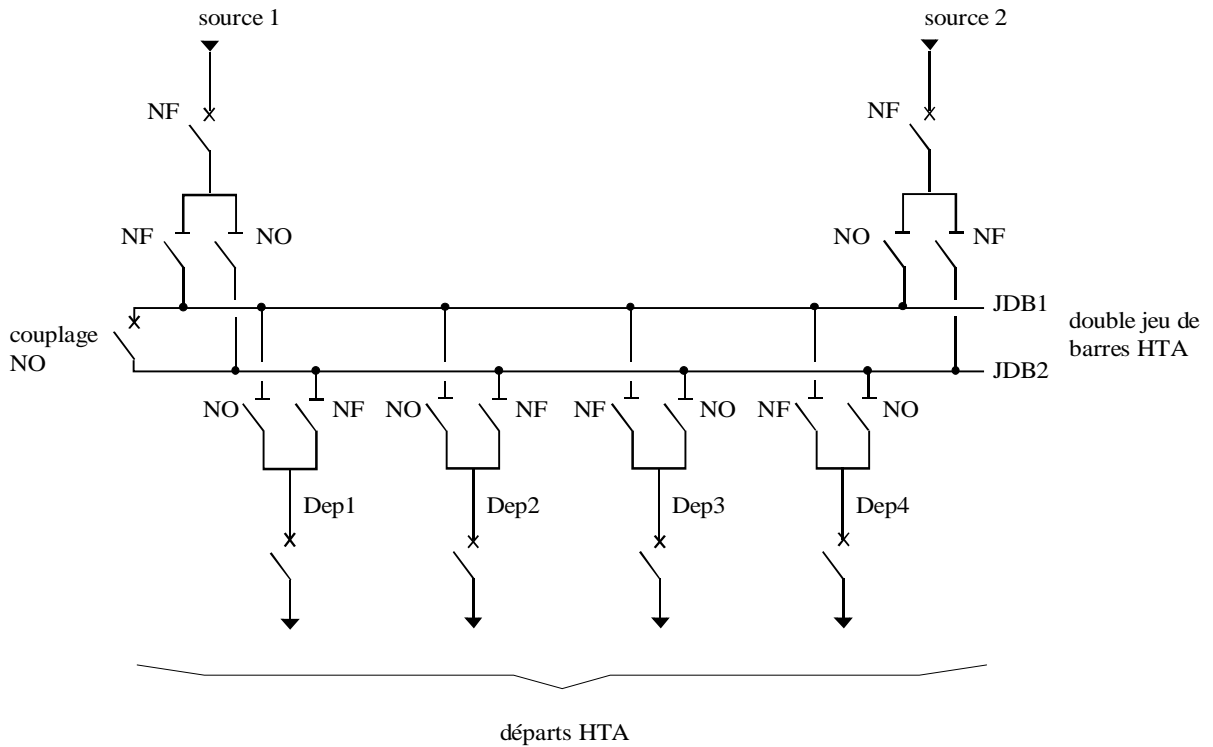 source 1
source 2
NF
NF
NF
NO
NO
NF
JDB1
couplage
NO
double jeu de
barres HTA
JDB2
NO
NF
NO
NF
NF
NO
NF
NO
Dep1
Dep2
Dep3
Dep4
départs HTA